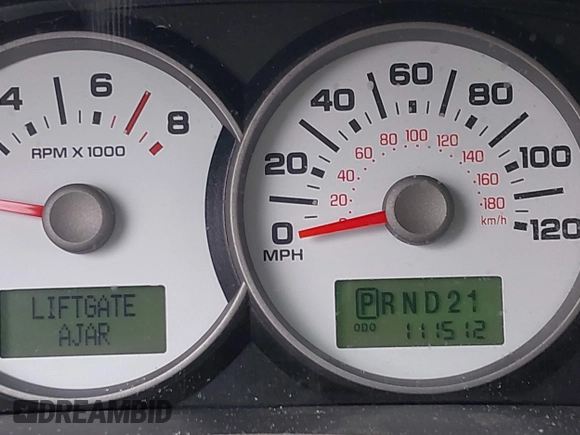 4 6 8
RPM X 1000
LIFTGATE
AJAR
0 20 40 60 80 100 120
MPH
20 40 60 80 100 120 140 160 180
km/h
PRND21
ODO 111512
DREAMBID